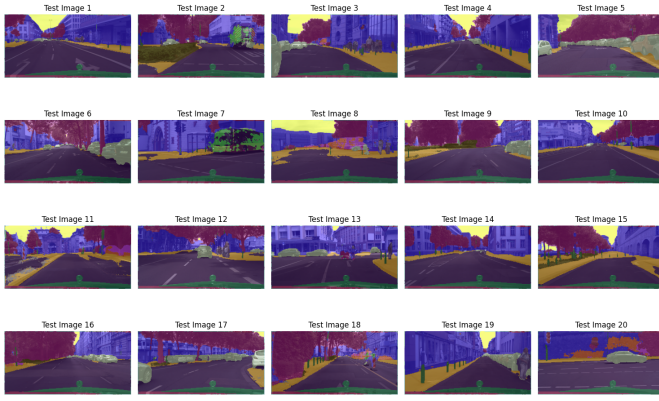 Test Image 1
Test Image 2
Test Image 3
Test Image 4
Test Image 5
Test Image 6
Test Image 7
Test Image 8
Test Image 9
Test Image 10
Test Image 11
Test Image 12
Test Image 13
Test Image 14
Test Image 15
Test Image 16
Test Image 17
Test Image 18
Test Image 19
Test Image 20